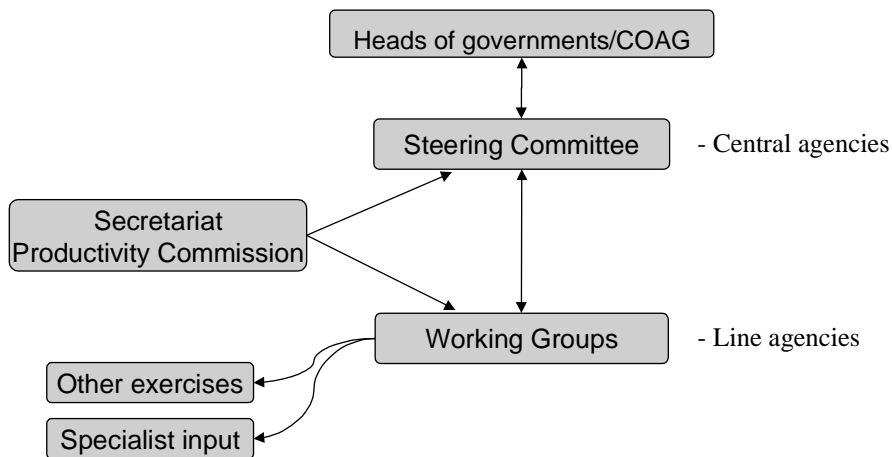 Heads of governments/COAG
Steering Committee
- Central agencies
Secretariat
Productivity Commission
Working Groups
- Line agencies
Other exercises
Specialist input